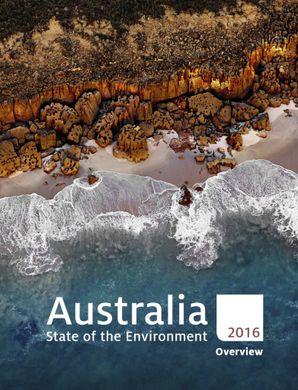 Australia
State of the Environment
2016
Overview